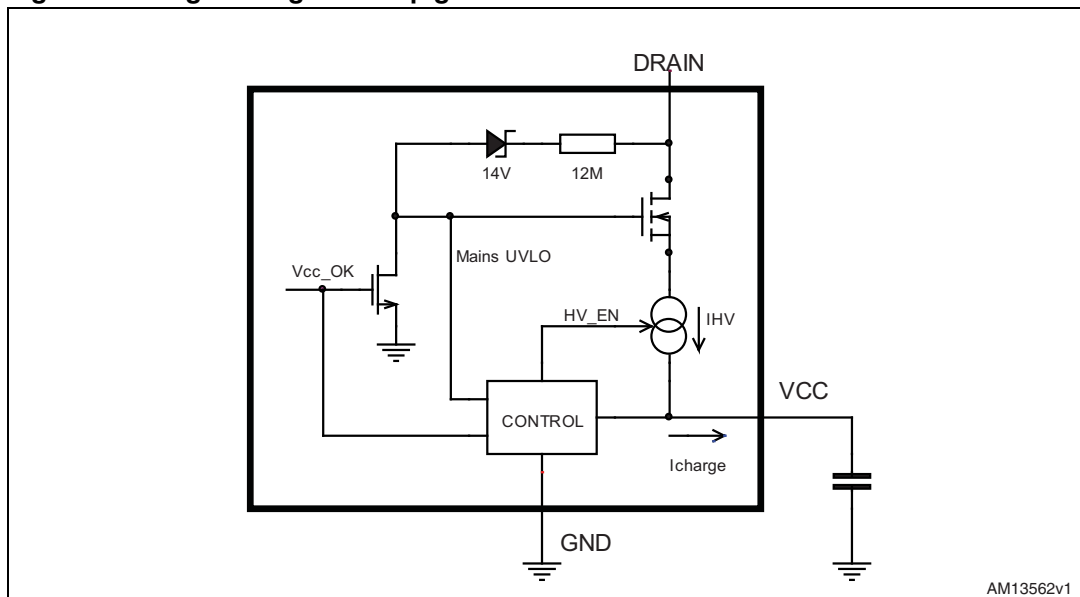 DRAIN
14V
12M
Mains UVLO
Vcc_OK
HV_EN
IHV
VCC
CONTROL
Icharge
GND
AM13562v1